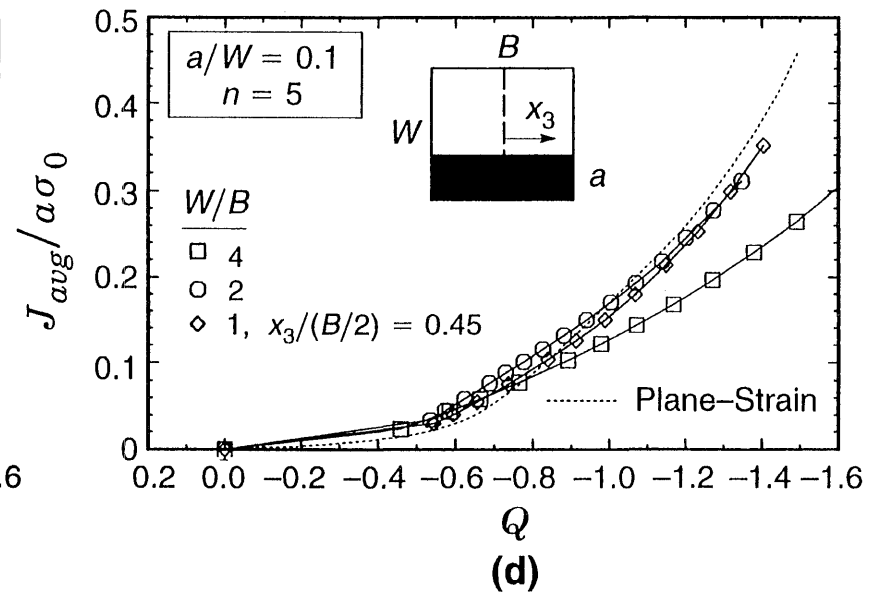 0.5
0.4
0.3
0.2
0.1
0
J_avg/aσ₀
a/W = 0.1
n = 5
B
x₃
W
a
W/B
4
2
1, x₃/(B/2) = 0.45
Plane–Strain
.6
0.2 0.0 −0.2 −0.4 −0.6 −0.8 −1.0 −1.2 −1.4 −1.6
Q
(d)